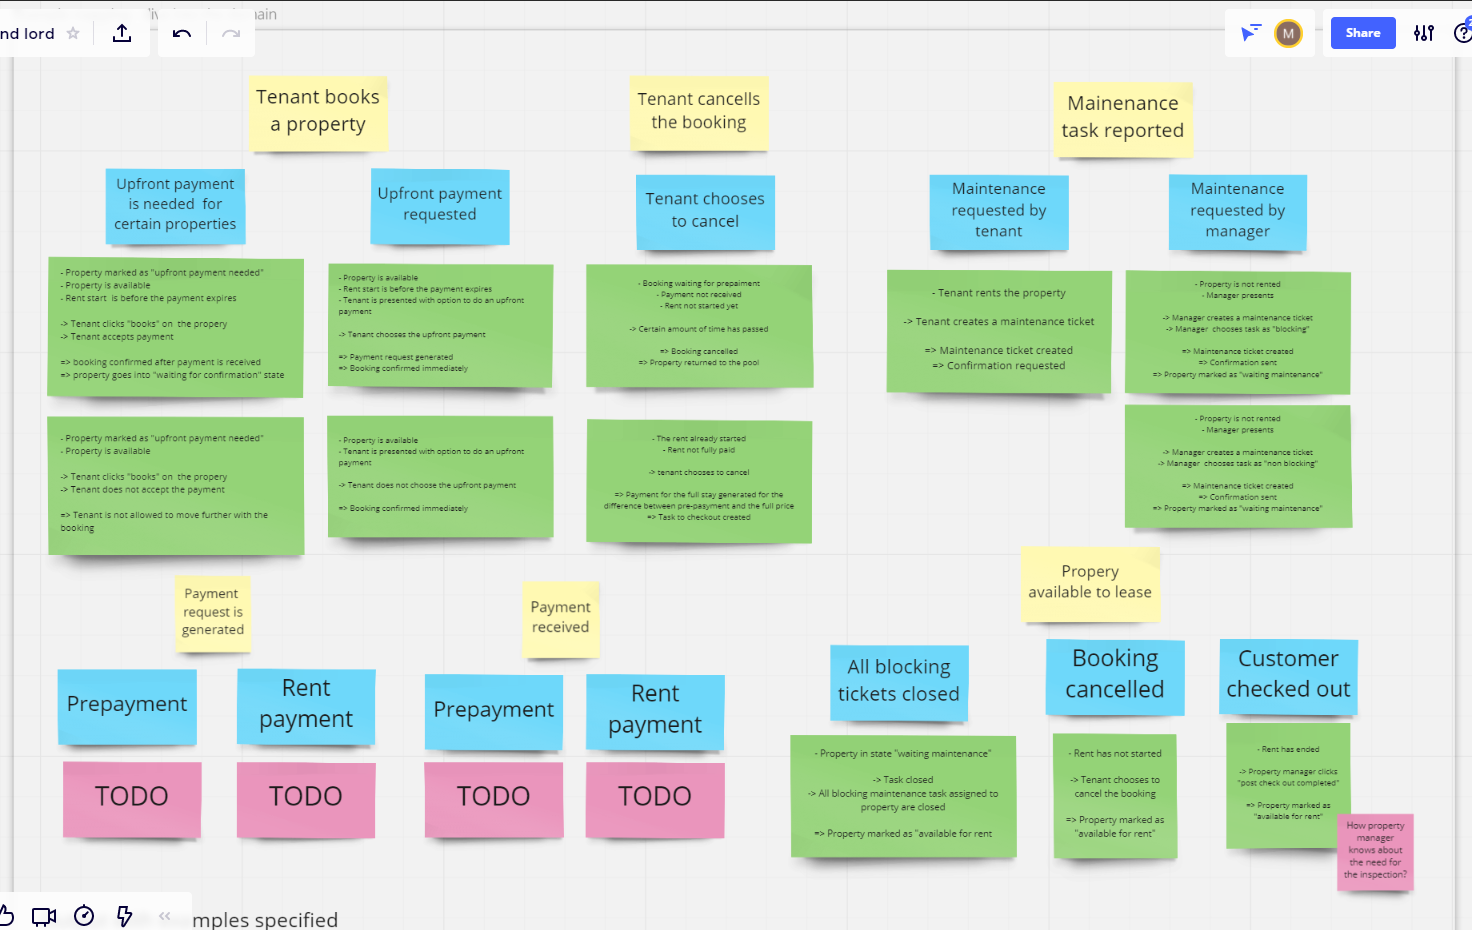 main
nd lord
M
Share
Tenant books
a property
Tenant cancells
the booking
Mainenance
task reported
Upfront payment
is needed for
certain properties
Upfront payment
requested
Tenant chooses
to cancel
Maintenance
requested by
tenant
Maintenance
requested by
manager
- Property marked as "upfront payment needed"
- Property is available
- Rent start is before the payment expires
-> Tenant clicks "books" on the propery
-> Tenant accepts payment
=> booking confirmed after payment is received
=> property goes into "waiting for confirmation" state
- Property is available
- Rent start is before the payment expires
- Tenant is presented with option to do an upfront
payment
-> Tenant chooses the upfront payment
=> Payment request generated
=> Booking confirmed immediately
- Booking waiting for prepaiment
- Payment not received
- Rent not started yet
-> Certain amount of time has passed
=> Booking cancelled
=> Property returned to the pool
- Tenant rents the property
-> Tenant creates a maintenance ticket
=> Maintenance ticket created
=> Confirmation requested
- Property is not rented
- Manager presents
-> Manager creates a maintenance ticket
-> Manager chooses task as "blocking"
=> Maintenance ticket created
=> Confirmation sent
=> Property marked as "waiting maintenance"
- Property marked as "upfront payment needed"
- Property is available
-> Tenant clicks "books" on the propery
-> Tenant does not accept the payment
=> Tenant is not allowed to move further with the
booking
- Property is available
- Tenant is presented with option to do an upfront
payment
-> Tenant does not choose the upfront payment
=> Booking confirmed immediately
- The rent already started
- Rent not fully paid
-> tenant chooses to cancel
=> Payment for the full stay generated for the
difference between pre-pasyment and the full price
=> Task to checkout created
- Property is not rented
- Manager presents
-> Manager creates a maintenance ticket
-> Manager chooses task as "non blocking"
=> Maintenance ticket created
=> Confirmation sent
=> Property marked as "waiting maintenance"
Payment
request is
generated
Payment
received
Propery
available to lease
Prepayment
Rent
payment
Prepayment
Rent
payment
All blocking
tickets closed
Booking
cancelled
Customer
checked out
TODO
TODO
TODO
TODO
- Property in state "waiting maintenance"
-> Task closed
-> All blocking maintenance task assigned to
property are closed
=> Property marked as "available for rent
- Rent has not started
-> Tenant chooses to
cancel the booking
=> Property marked as
"available for rent"
- Rent has ended
-> Property manager clicks
"post check out completed"
=> Property marked as
"available for rent"
How property
manager
knows about
the need for
the inspection?
mples specified